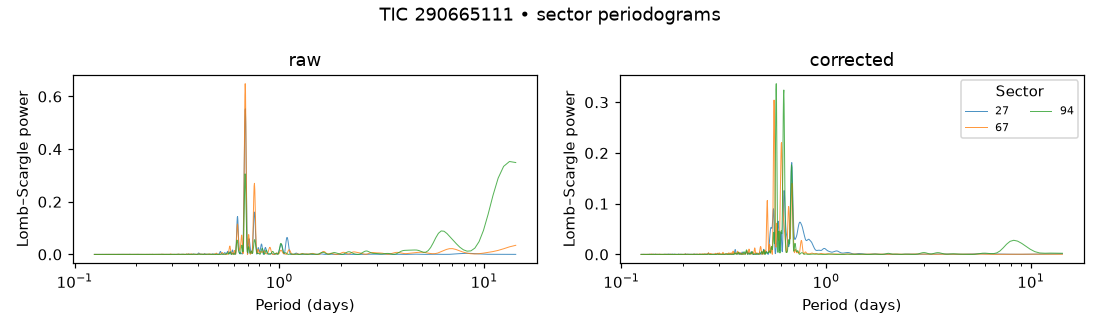 TIC 290665111 • sector periodograms
raw
corrected
Lomb–Scargle power
0.6
0.4
0.2
0.0
10⁻¹
10⁰
10¹
Period (days)
Lomb–Scargle power
0.3
0.2
0.1
0.0
10⁻¹
10⁰
10¹
Period (days)
Sector
27
94
67